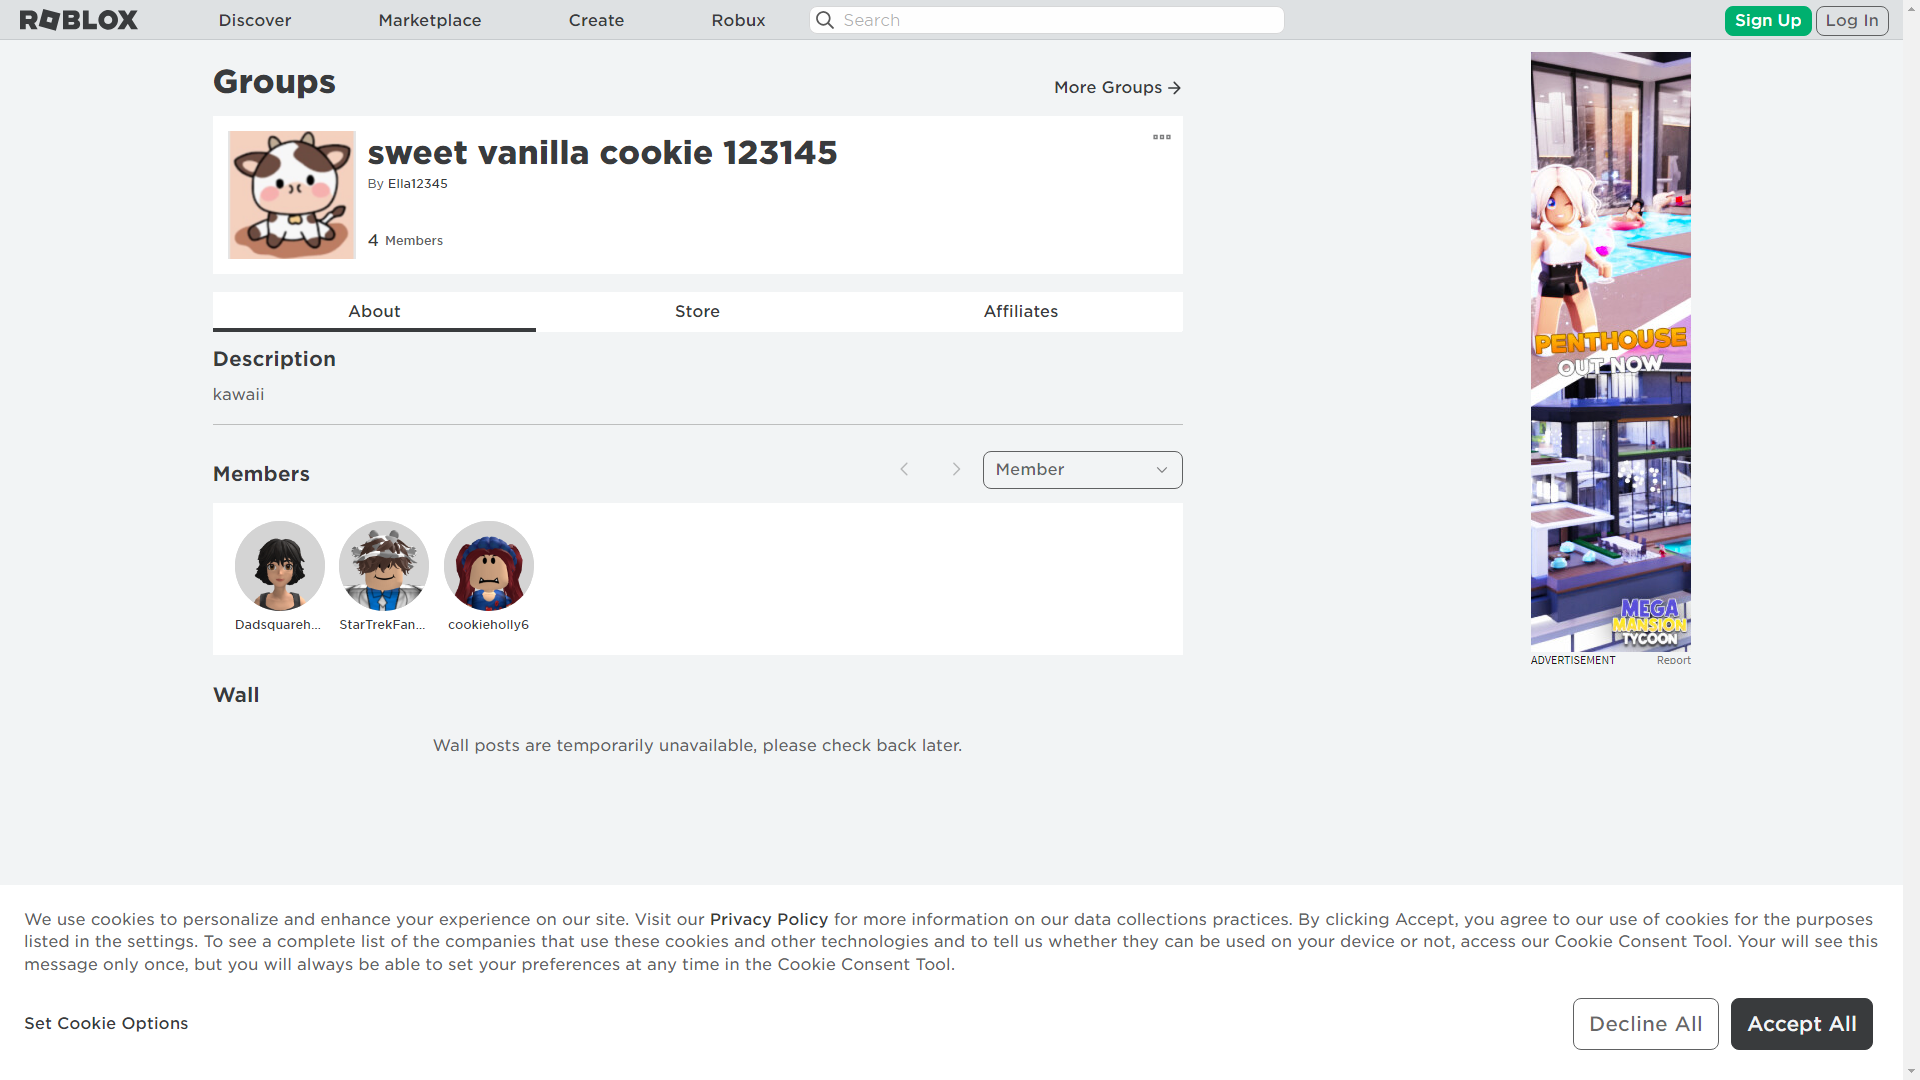 ROBLOX
Discover
Marketplace
Create
Robux
Search
Sign Up
Log In
Groups
More Groups
sweet vanilla cookie 123145
By Ella12345
4 Members
About
Store
Affiliates
Description
kawaii
Members
Member
Dadsquareh...
StarTrekFan...
cookieholly6
Wall
Wall posts are temporarily unavailable, please check back later.
PENTHOUSE
OUT NOW
MEGA
MANSION
TYCOON
ADVERTISEMENT
Report
We use cookies to personalize and enhance your experience on our site. Visit our Privacy Policy for more information on our data collections practices. By clicking Accept, you agree to our use of cookies for the purposes
listed in the settings. To see a complete list of the companies that use these cookies and other technologies and to tell us whether they can be used on your device or not, access our Cookie Consent Tool. Your will see this
message only once, but you will always be able to set your preferences at any time in the Cookie Consent Tool.
Set Cookie Options
Decline All
Accept All